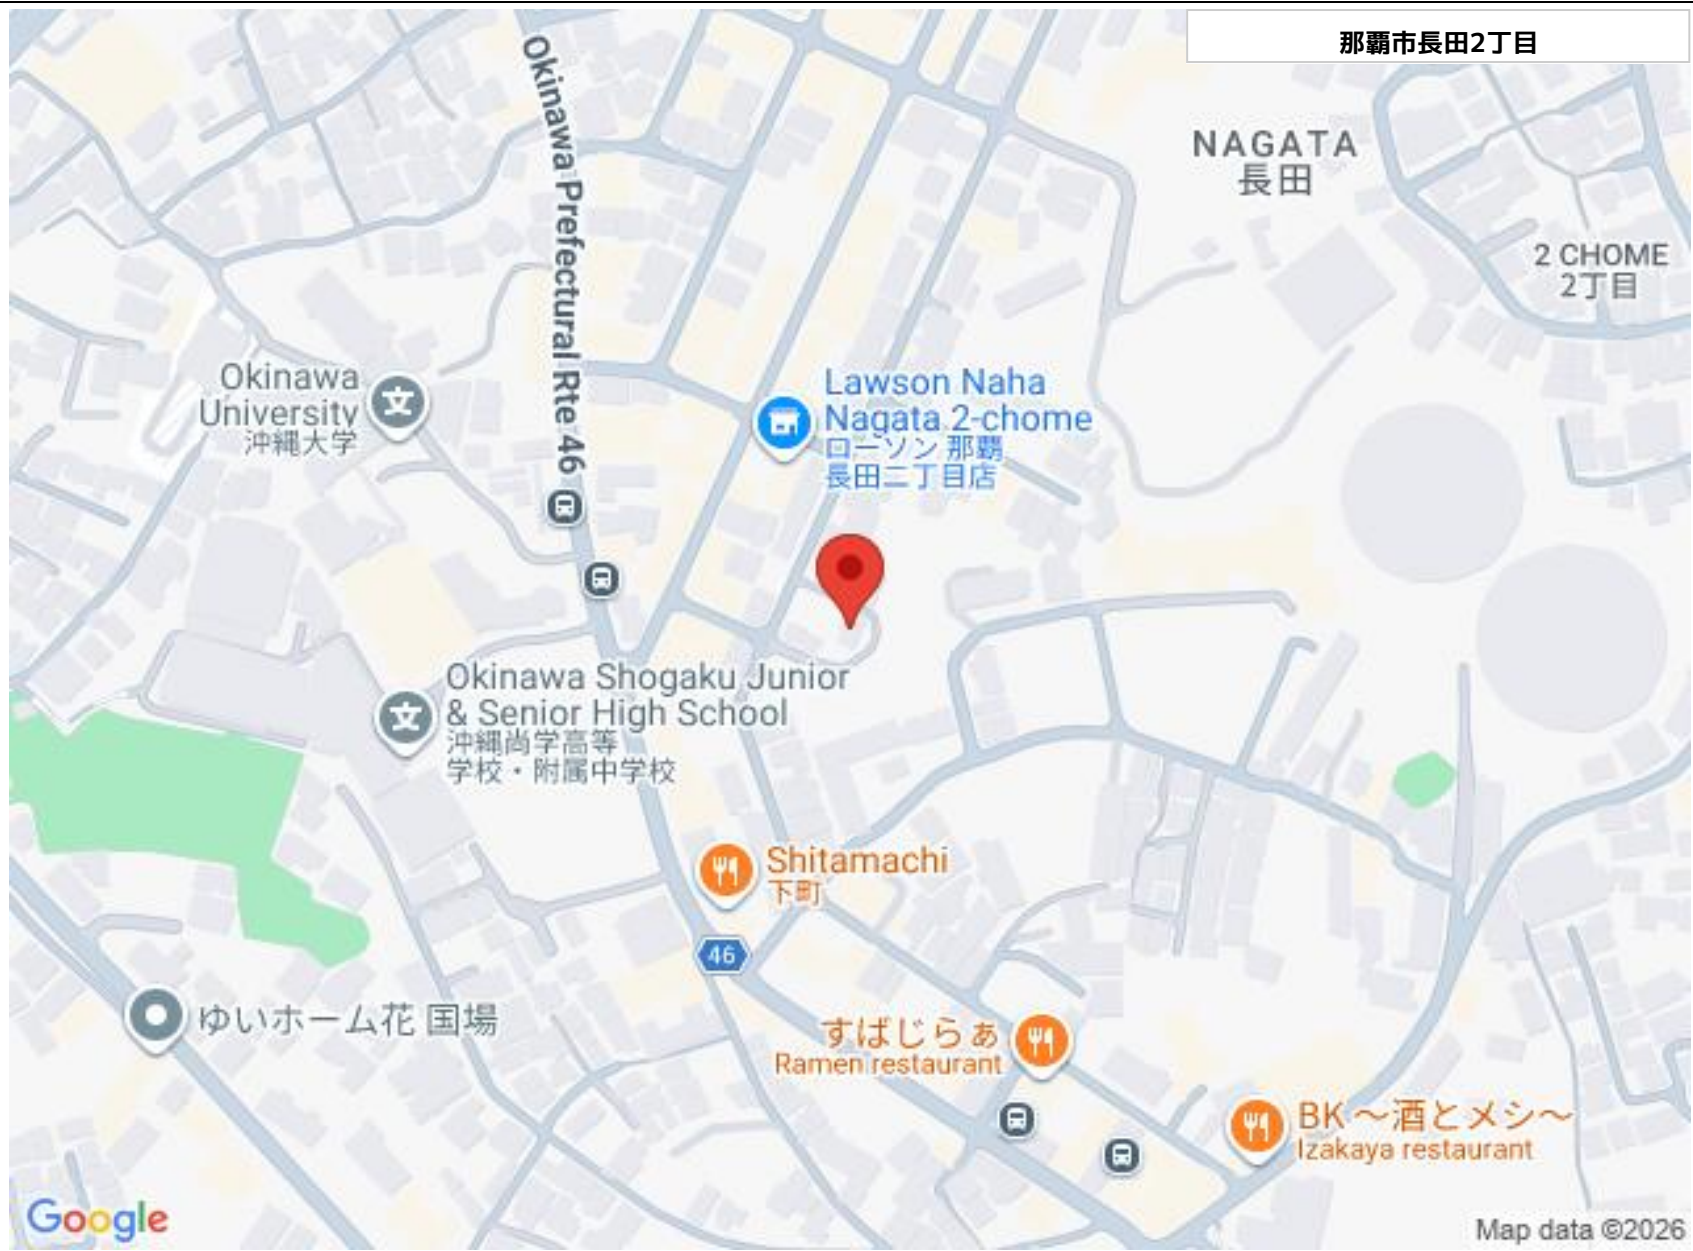 那覇市長田2丁目
Okinawa Prefectural Rte 46
NAGATA
長田
2 CHOME
2丁目
Okinawa
University
沖縄大学
Lawson Naha
Nagata 2-chome
ローソン 那覇
長田二丁目店
Okinawa Shogaku Junior
& Senior High School
沖縄尚学高等
学校・附属中学校
Shitamachi
下町
46
ゆいホーム花 国場
すばじらぁ
Ramen restaurant
BK ～酒とメシ～
Izakaya restaurant
Google
Map data ©2026